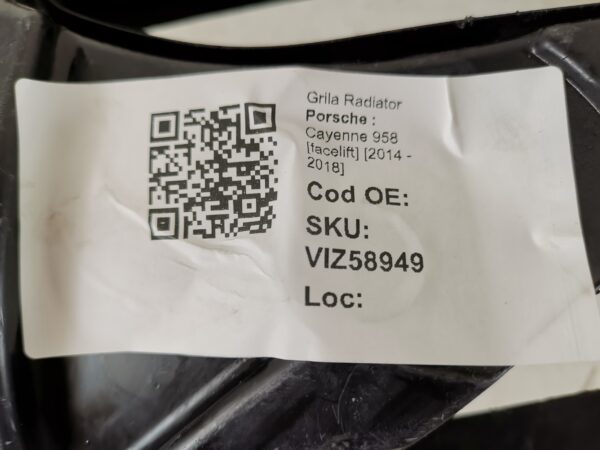 Grila Radiator
Porsche :
Cayenne 958
[facelift] [2014 -
2018]
Cod OE:
SKU:
VIZ58949
Loc: